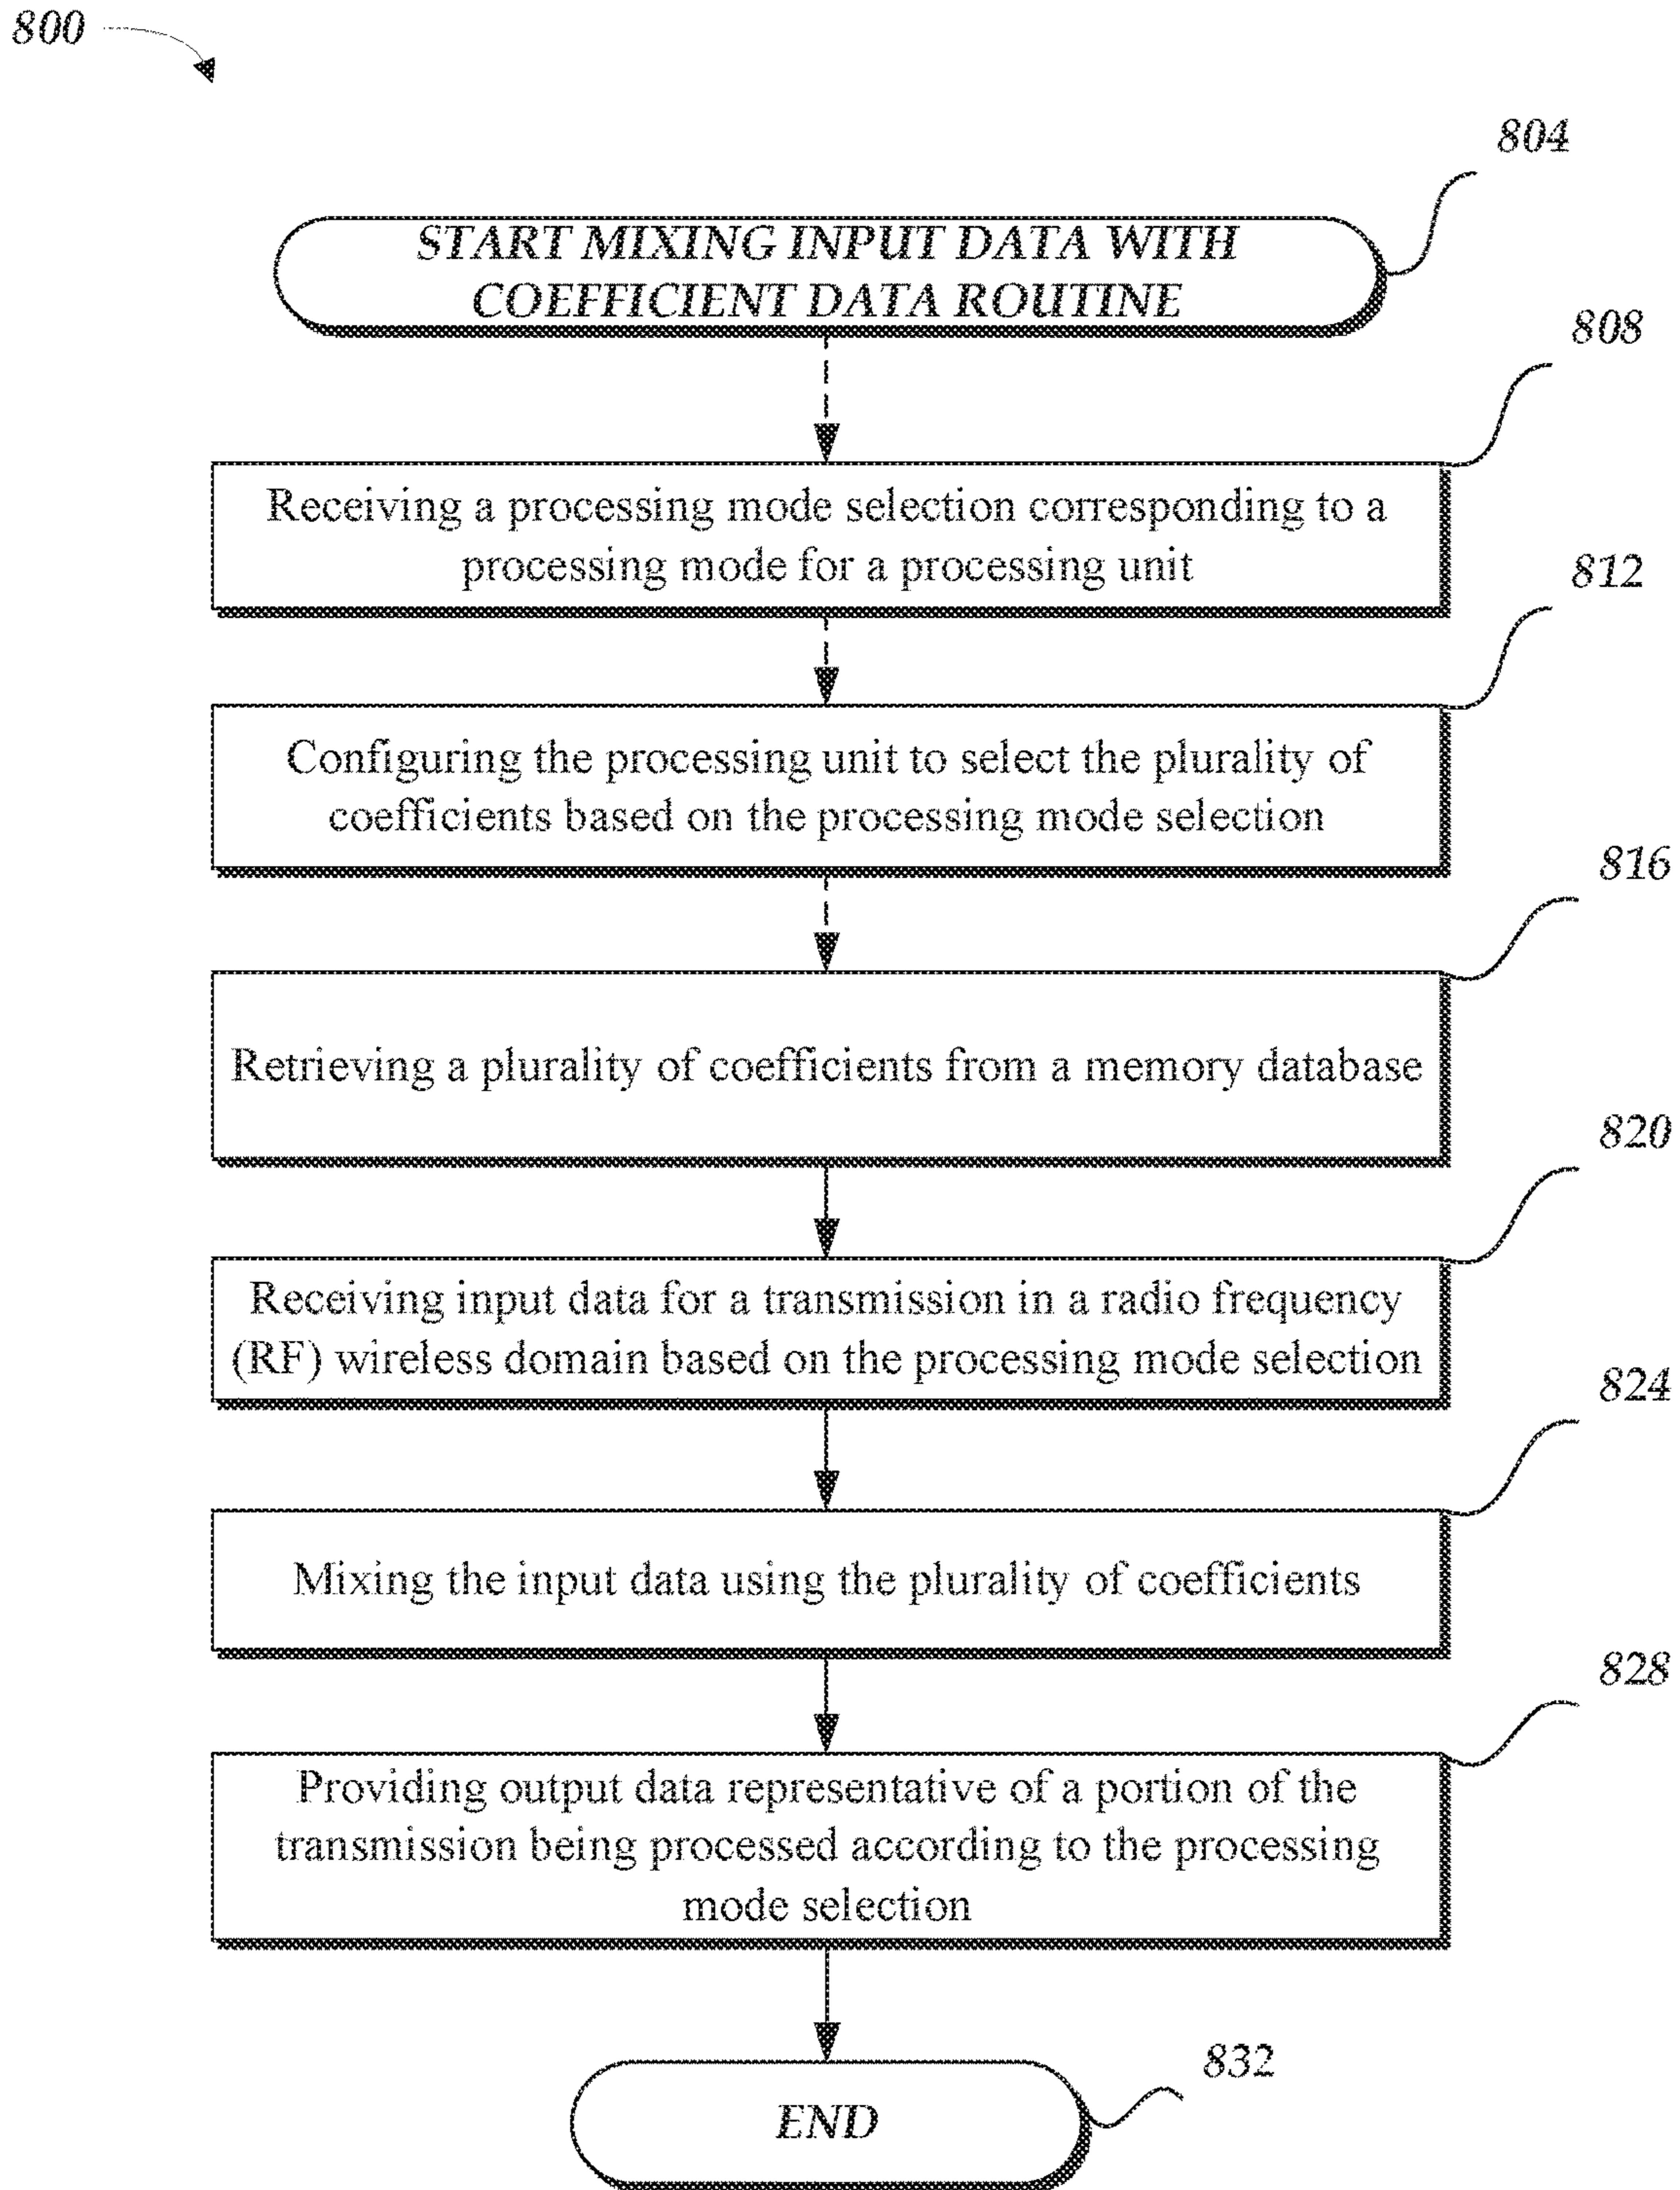 800
804
START MIXING INPUT DATA WITH
COEFFICIENT DATA ROUTINE
808
Receiving a processing mode selection corresponding to a
processing mode for a processing unit
812
Configuring the processing unit to select the plurality of
coefficients based on the processing mode selection
816
Retrieving a plurality of coefficients from a memory database
820
Receiving input data for a transmission in a radio frequency
(RF) wireless domain based on the processing mode selection
824
Mixing the input data using the plurality of coefficients
828
Providing output data representative of a portion of the
transmission being processed according to the processing
mode selection
832
END